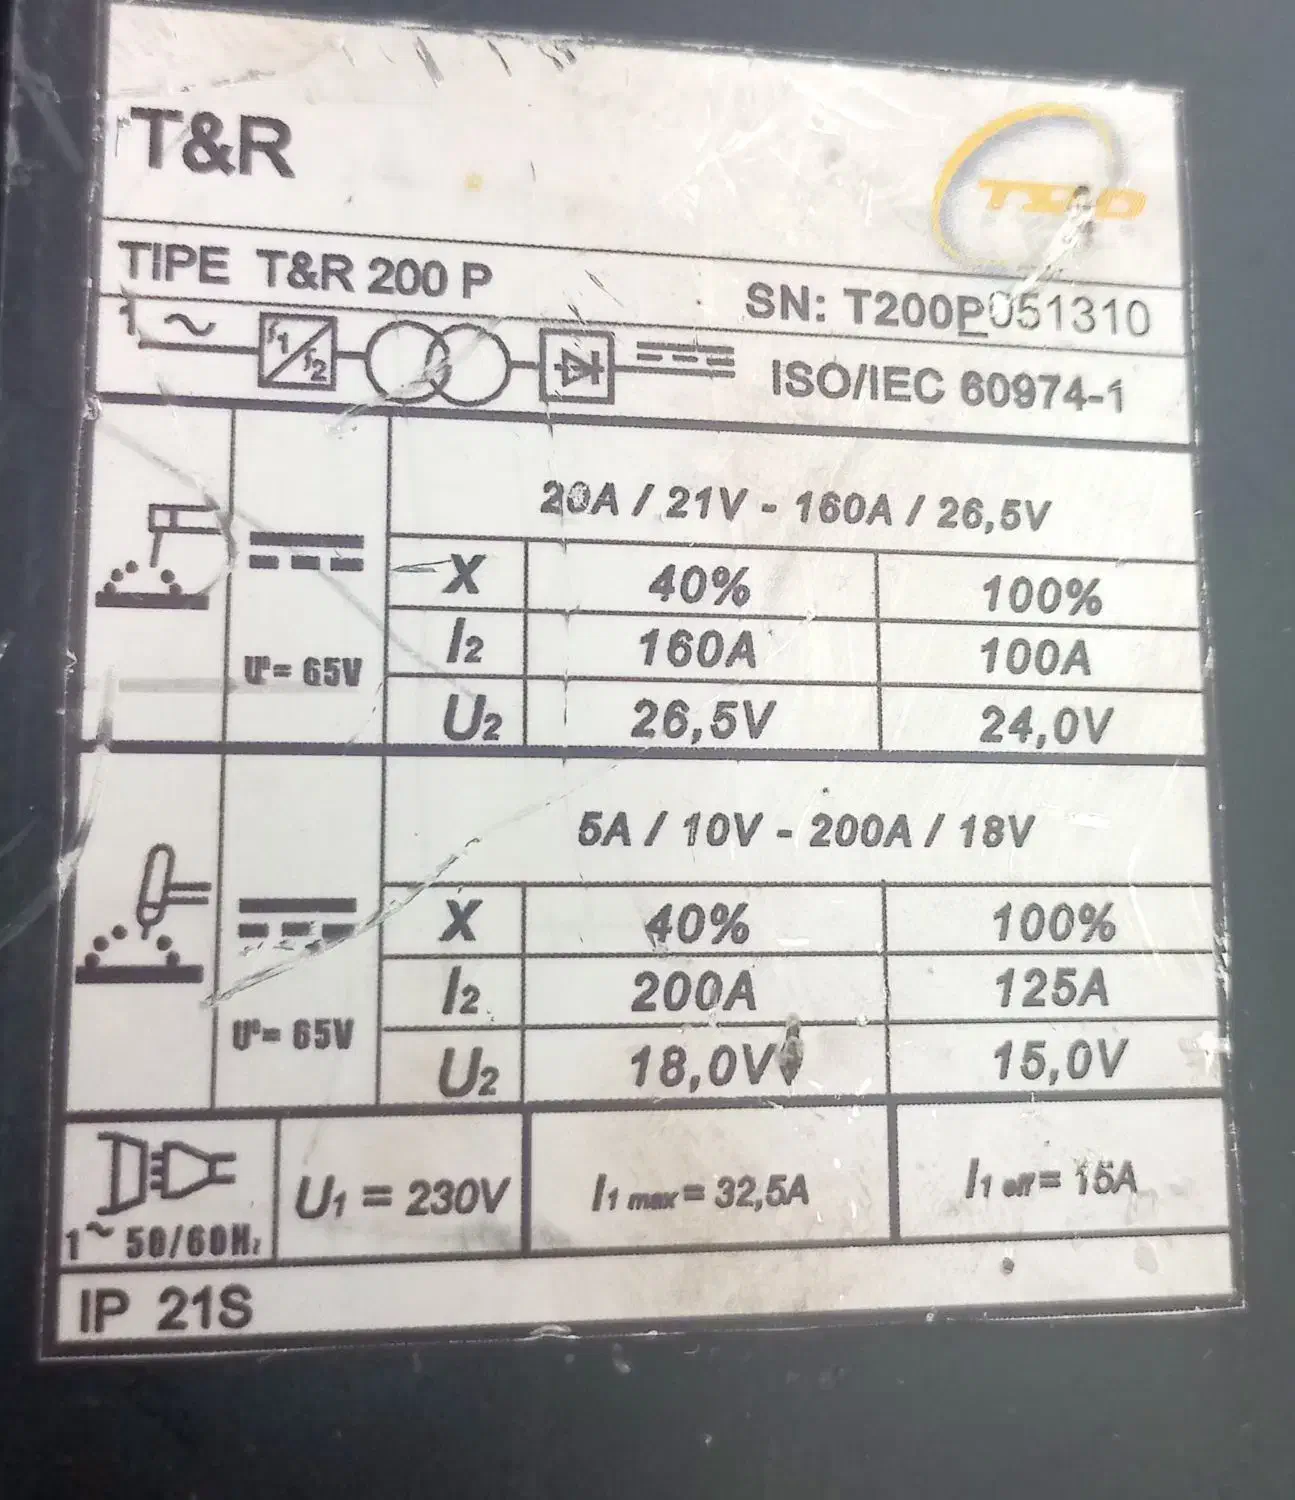 T&R
TIPE T&R 200 P
SN: T200P051310
1 ~ f1 f2
ISO/IEC 60974-1
20A / 21V - 160A / 26,5V
X 40% 100%
I2 160A 100A
U2 26,5V 24,0V
U°= 65V
5A / 10V - 200A / 18V
X 40% 100%
I2 200A 125A
U2 18,0V 15,0V
U°= 65V
1~ 50/60Hz
U1 = 230V
I1 max = 32,5A
I1 eff = 15A
IP 21S